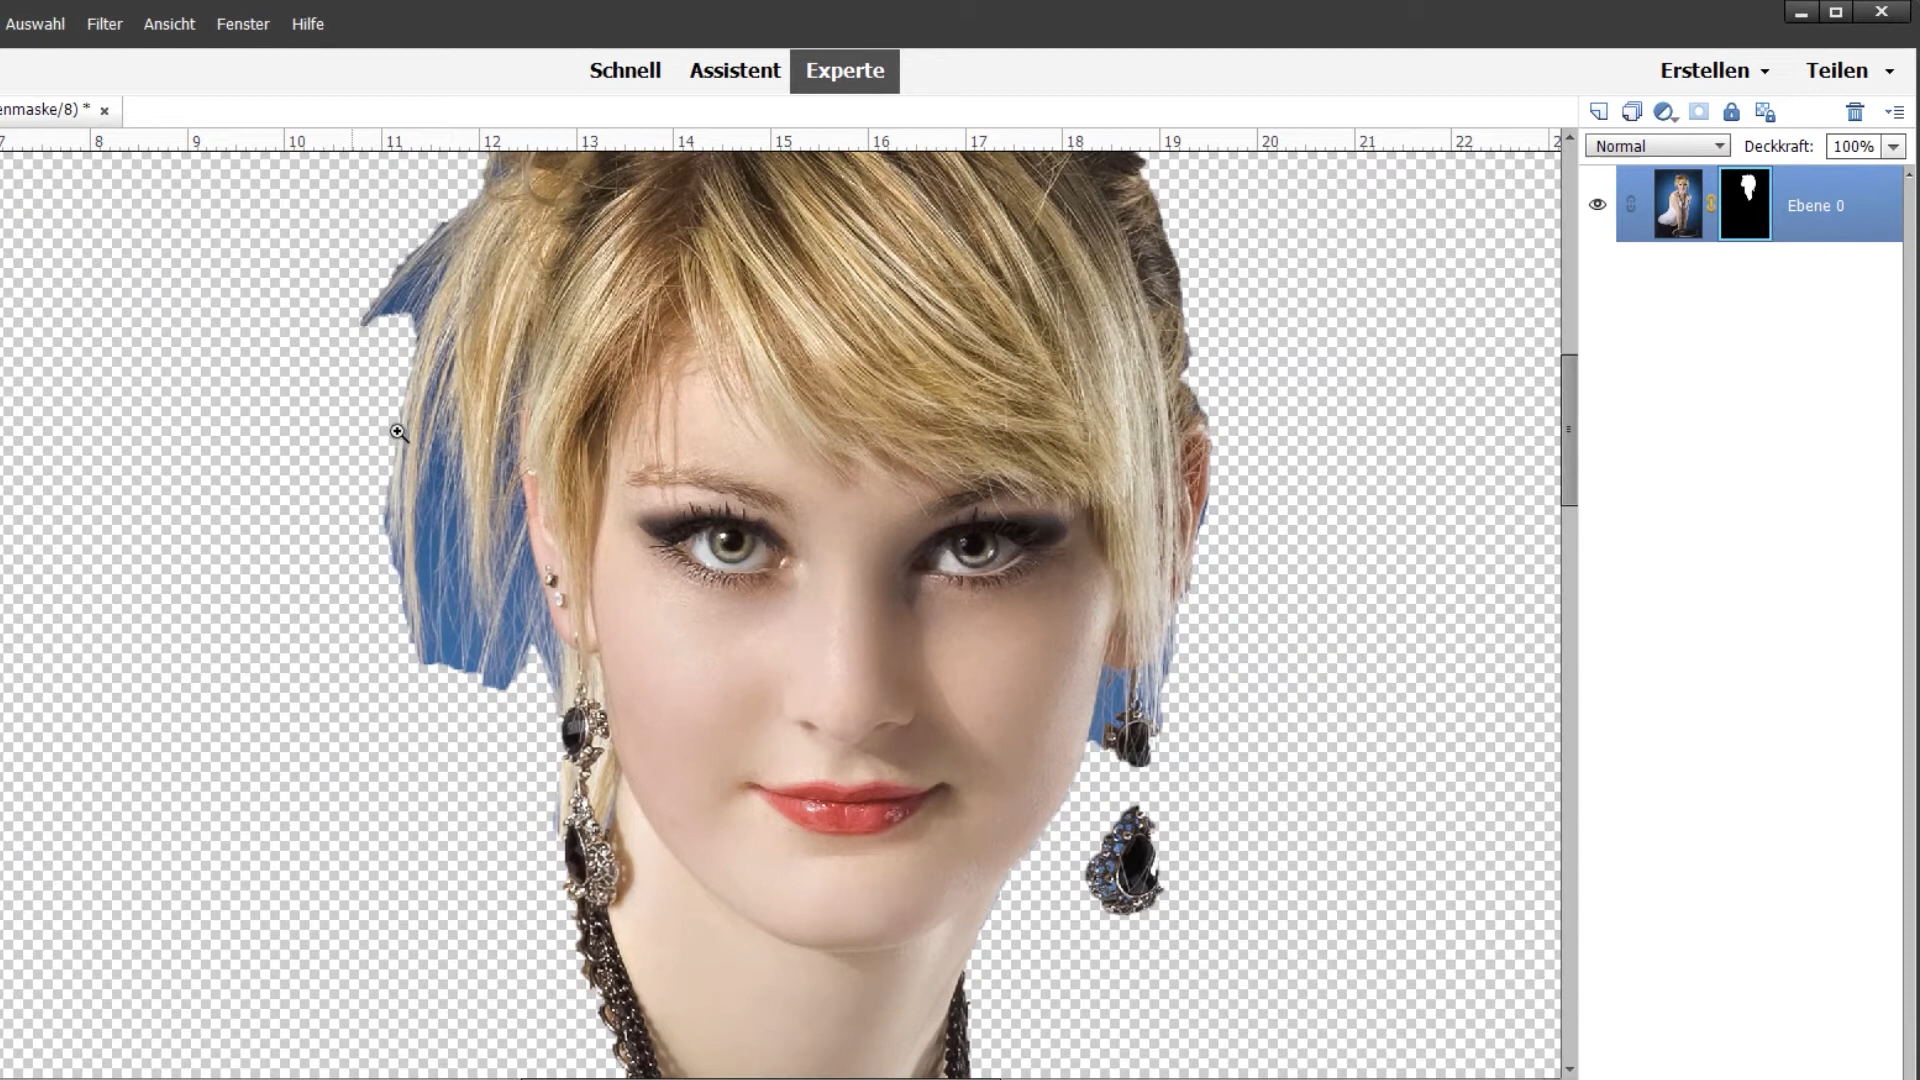 Auswahl Filter Ansicht Fenster Hilfe
Schnell Assistent Experte Erstellen Teilen
enmaske/8) * ×
7 8 9 10 11 12 13 14 15 16 17 18 19 20 21 22 2
Normal Deckkraft: 100%
Ebene 0